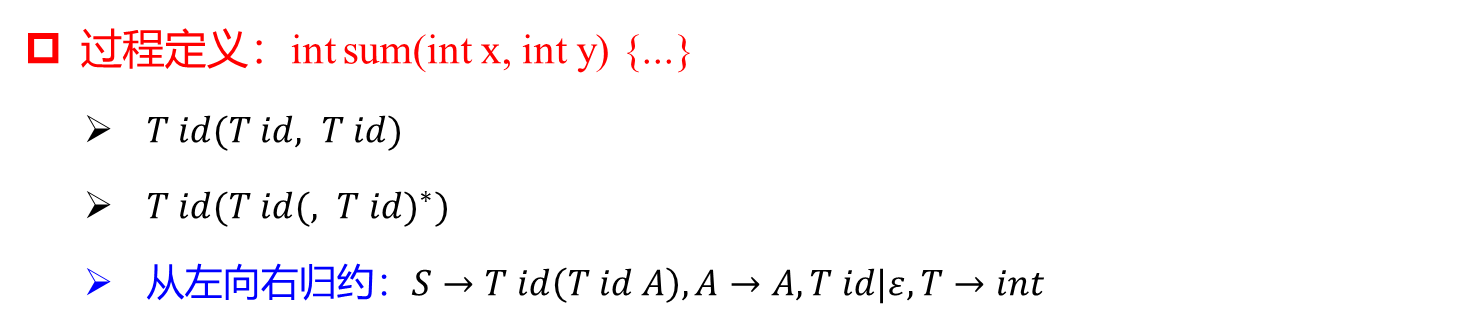 过程定义：int sum(int x, int y) {...}
T id(T id, T id)
T id(T id(, T id)*)
从左向右归约：S → T id(T id A), A → A, T id|ε, T → int